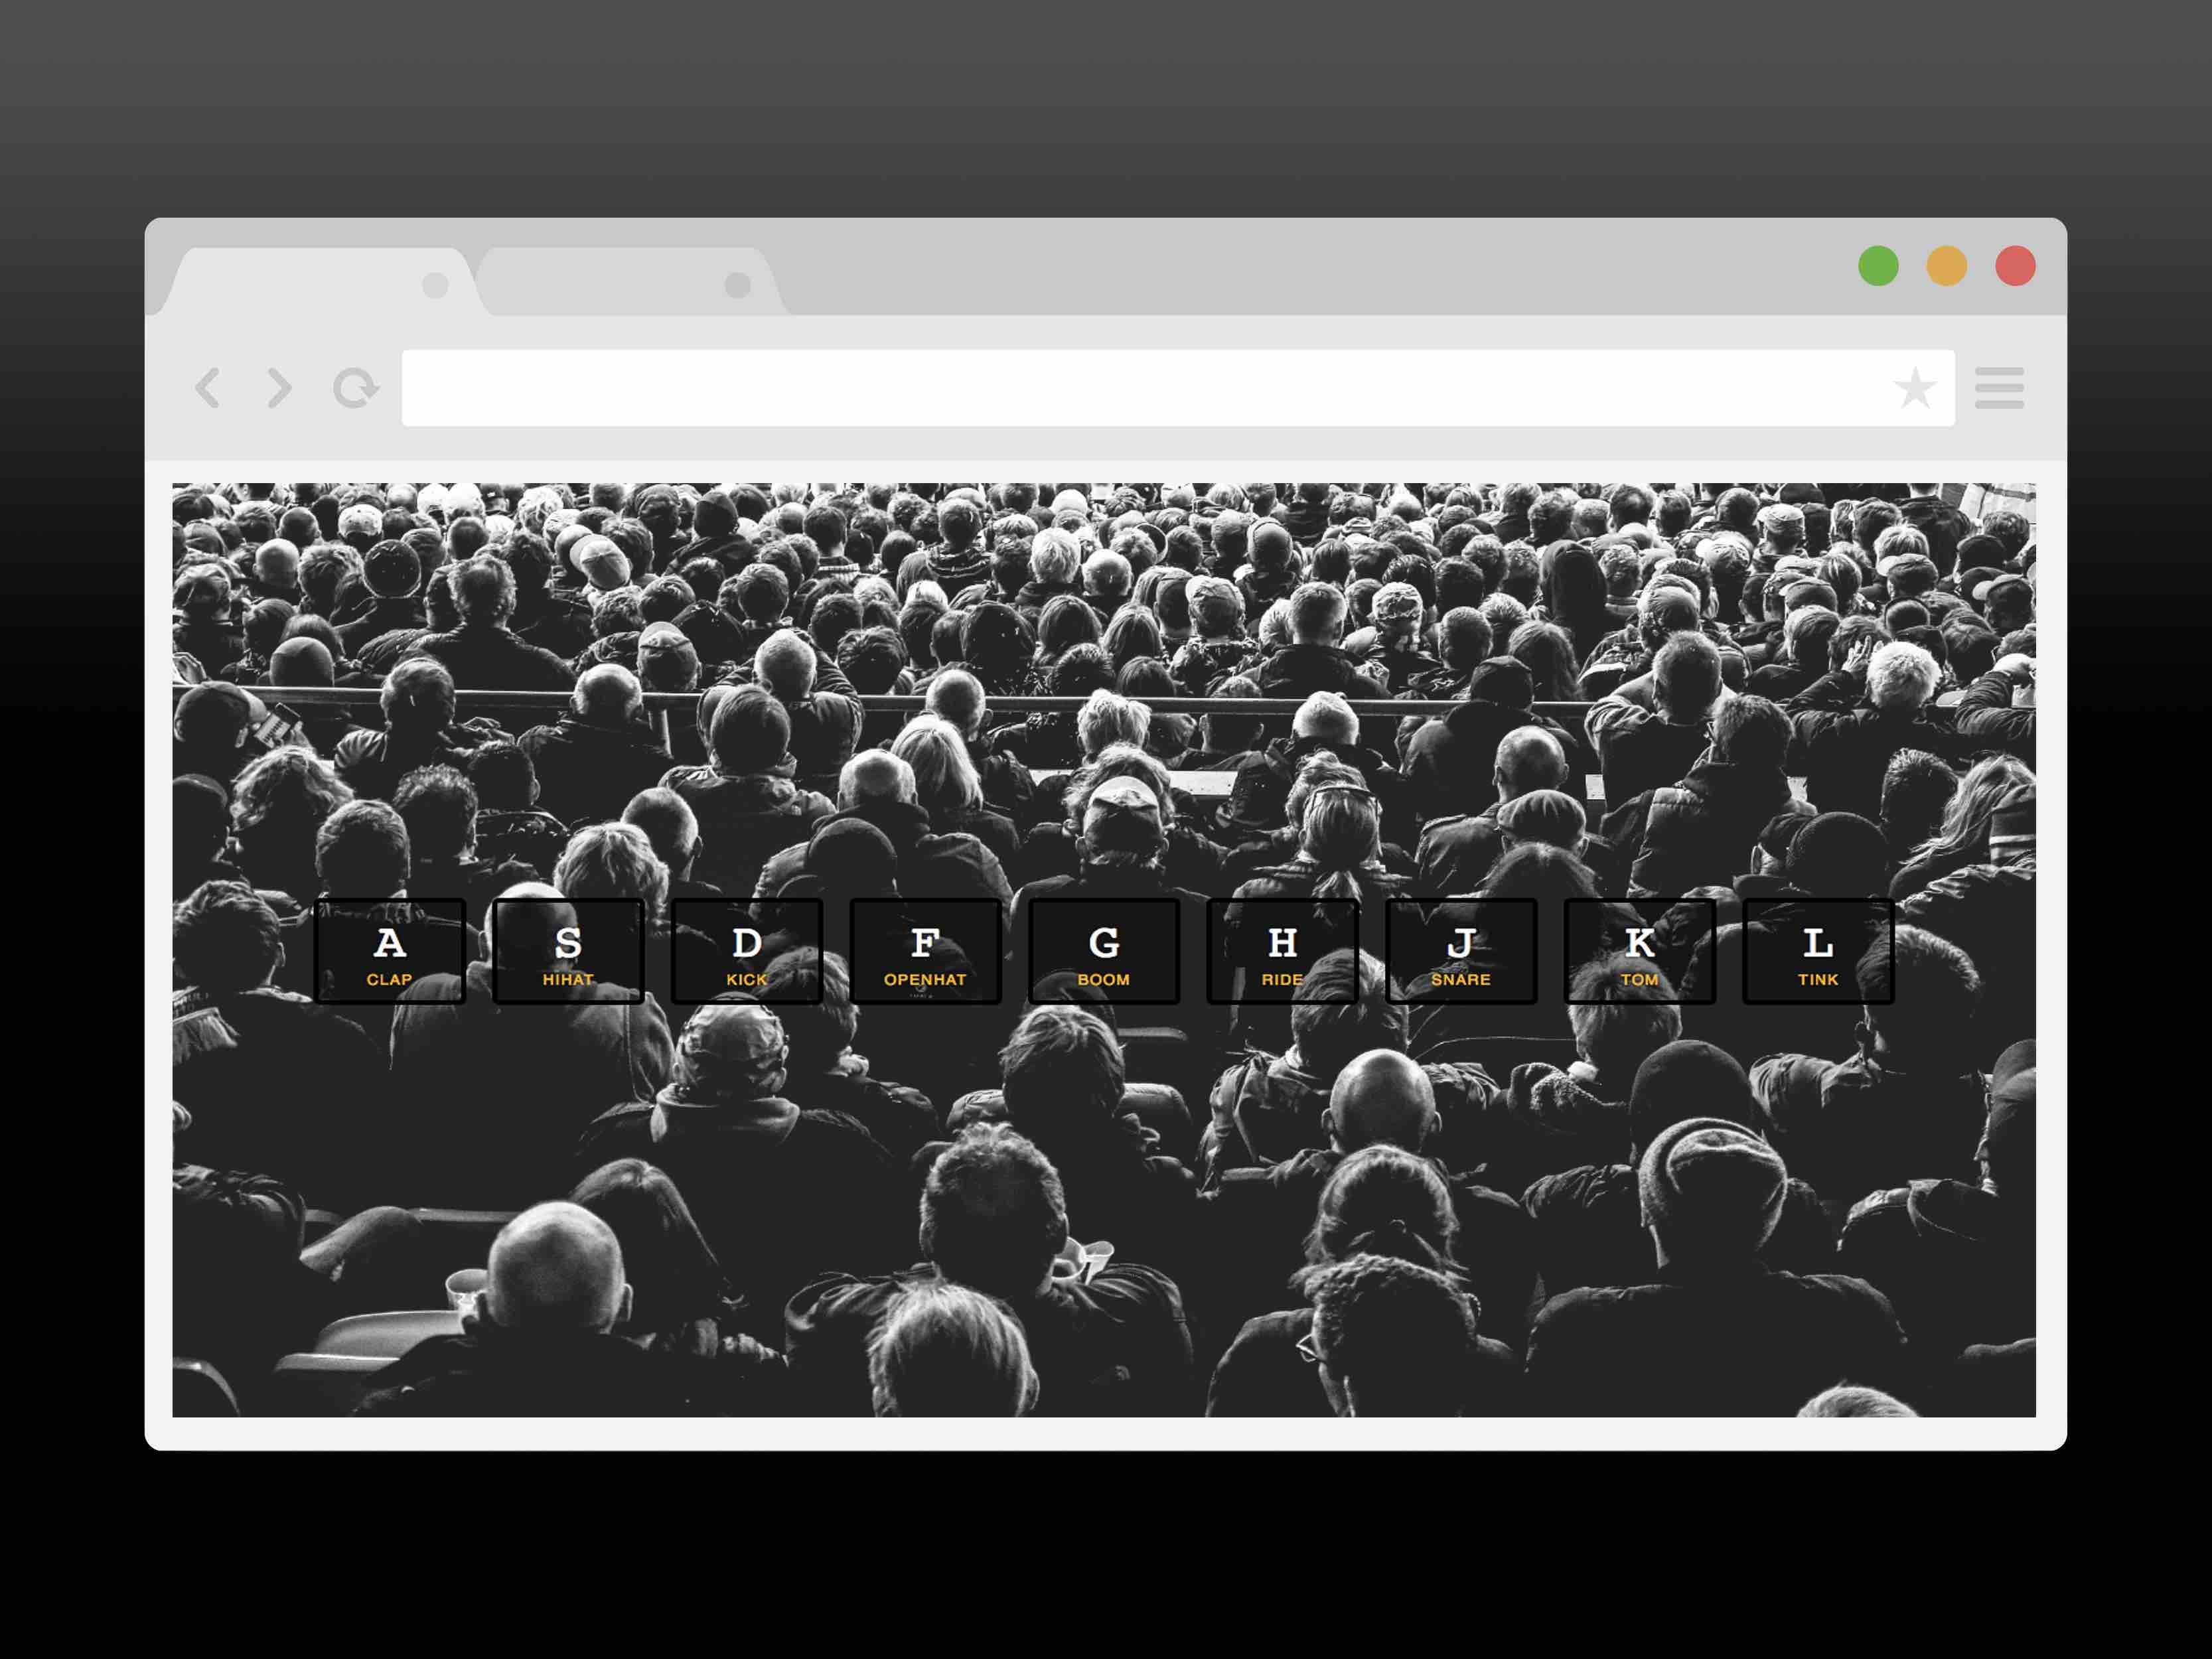 A S D F G H J K L
CLAP HIHAT KICK OPENHAT BOOM RIDE SNARE TOM TINK